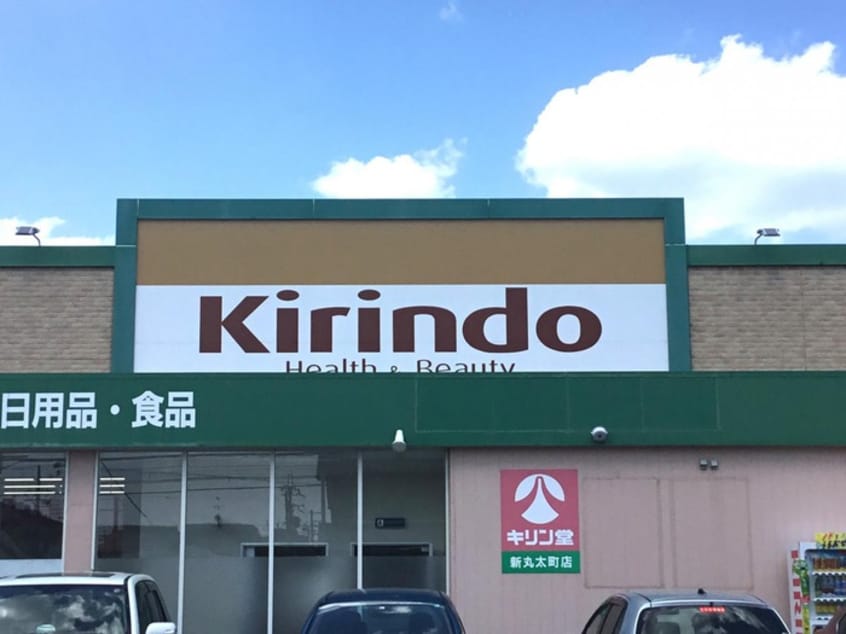 Kirindo
Health & Beauty
日用品・食品
キリン堂
新丸太町店